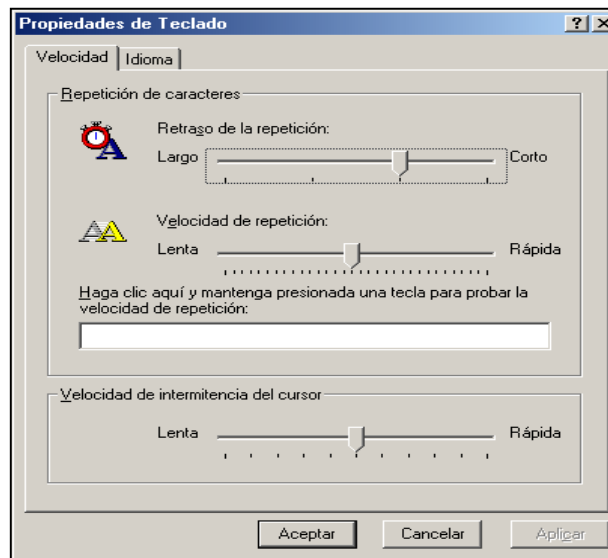 Propiedades de Teclado
Velocidad Idioma
Repetición de caracteres
Retraso de la repetición:
Largo Corto
Velocidad de repetición:
Lenta Rápida
Haga clic aquí y mantenga presionada una tecla para probar la
velocidad de repetición:
Velocidad de intermitencia del cursor
Lenta Rápida
Aceptar Cancelar Aplicar